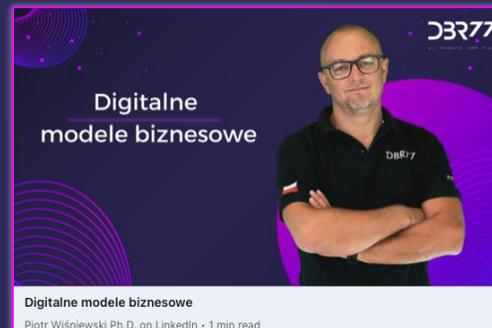 DBR77
Digitalne
modele biznesowe
DBR77
Digitalne modele biznesowe
Piotr Wiśniewski Ph.D. on LinkedIn • 1 min read